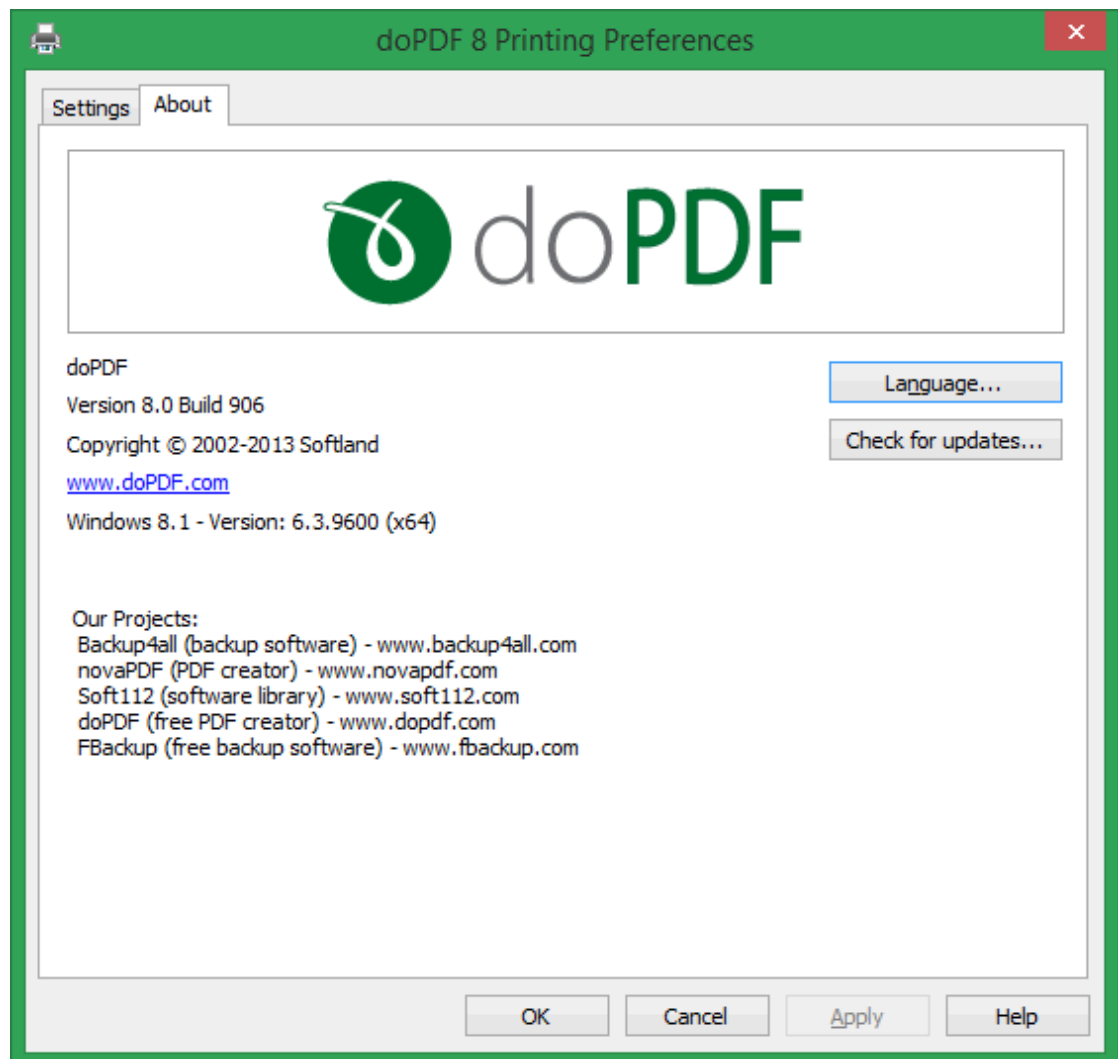 doPDF 8 Printing Preferences
Settings
About
doPDF
doPDF
Version 8.0 Build 906
Copyright © 2002-2013 Softland
www.doPDF.com
Windows 8.1 - Version: 6.3.9600 (x64)
Language...
Check for updates...
Our Projects:
Backup4all (backup software) - www.backup4all.com
novaPDF (PDF creator) - www.novapdf.com
Soft112 (software library) - www.soft112.com
doPDF (free PDF creator) - www.dopdf.com
FBackup (free backup software) - www.fbackup.com
OK
Cancel
Apply
Help